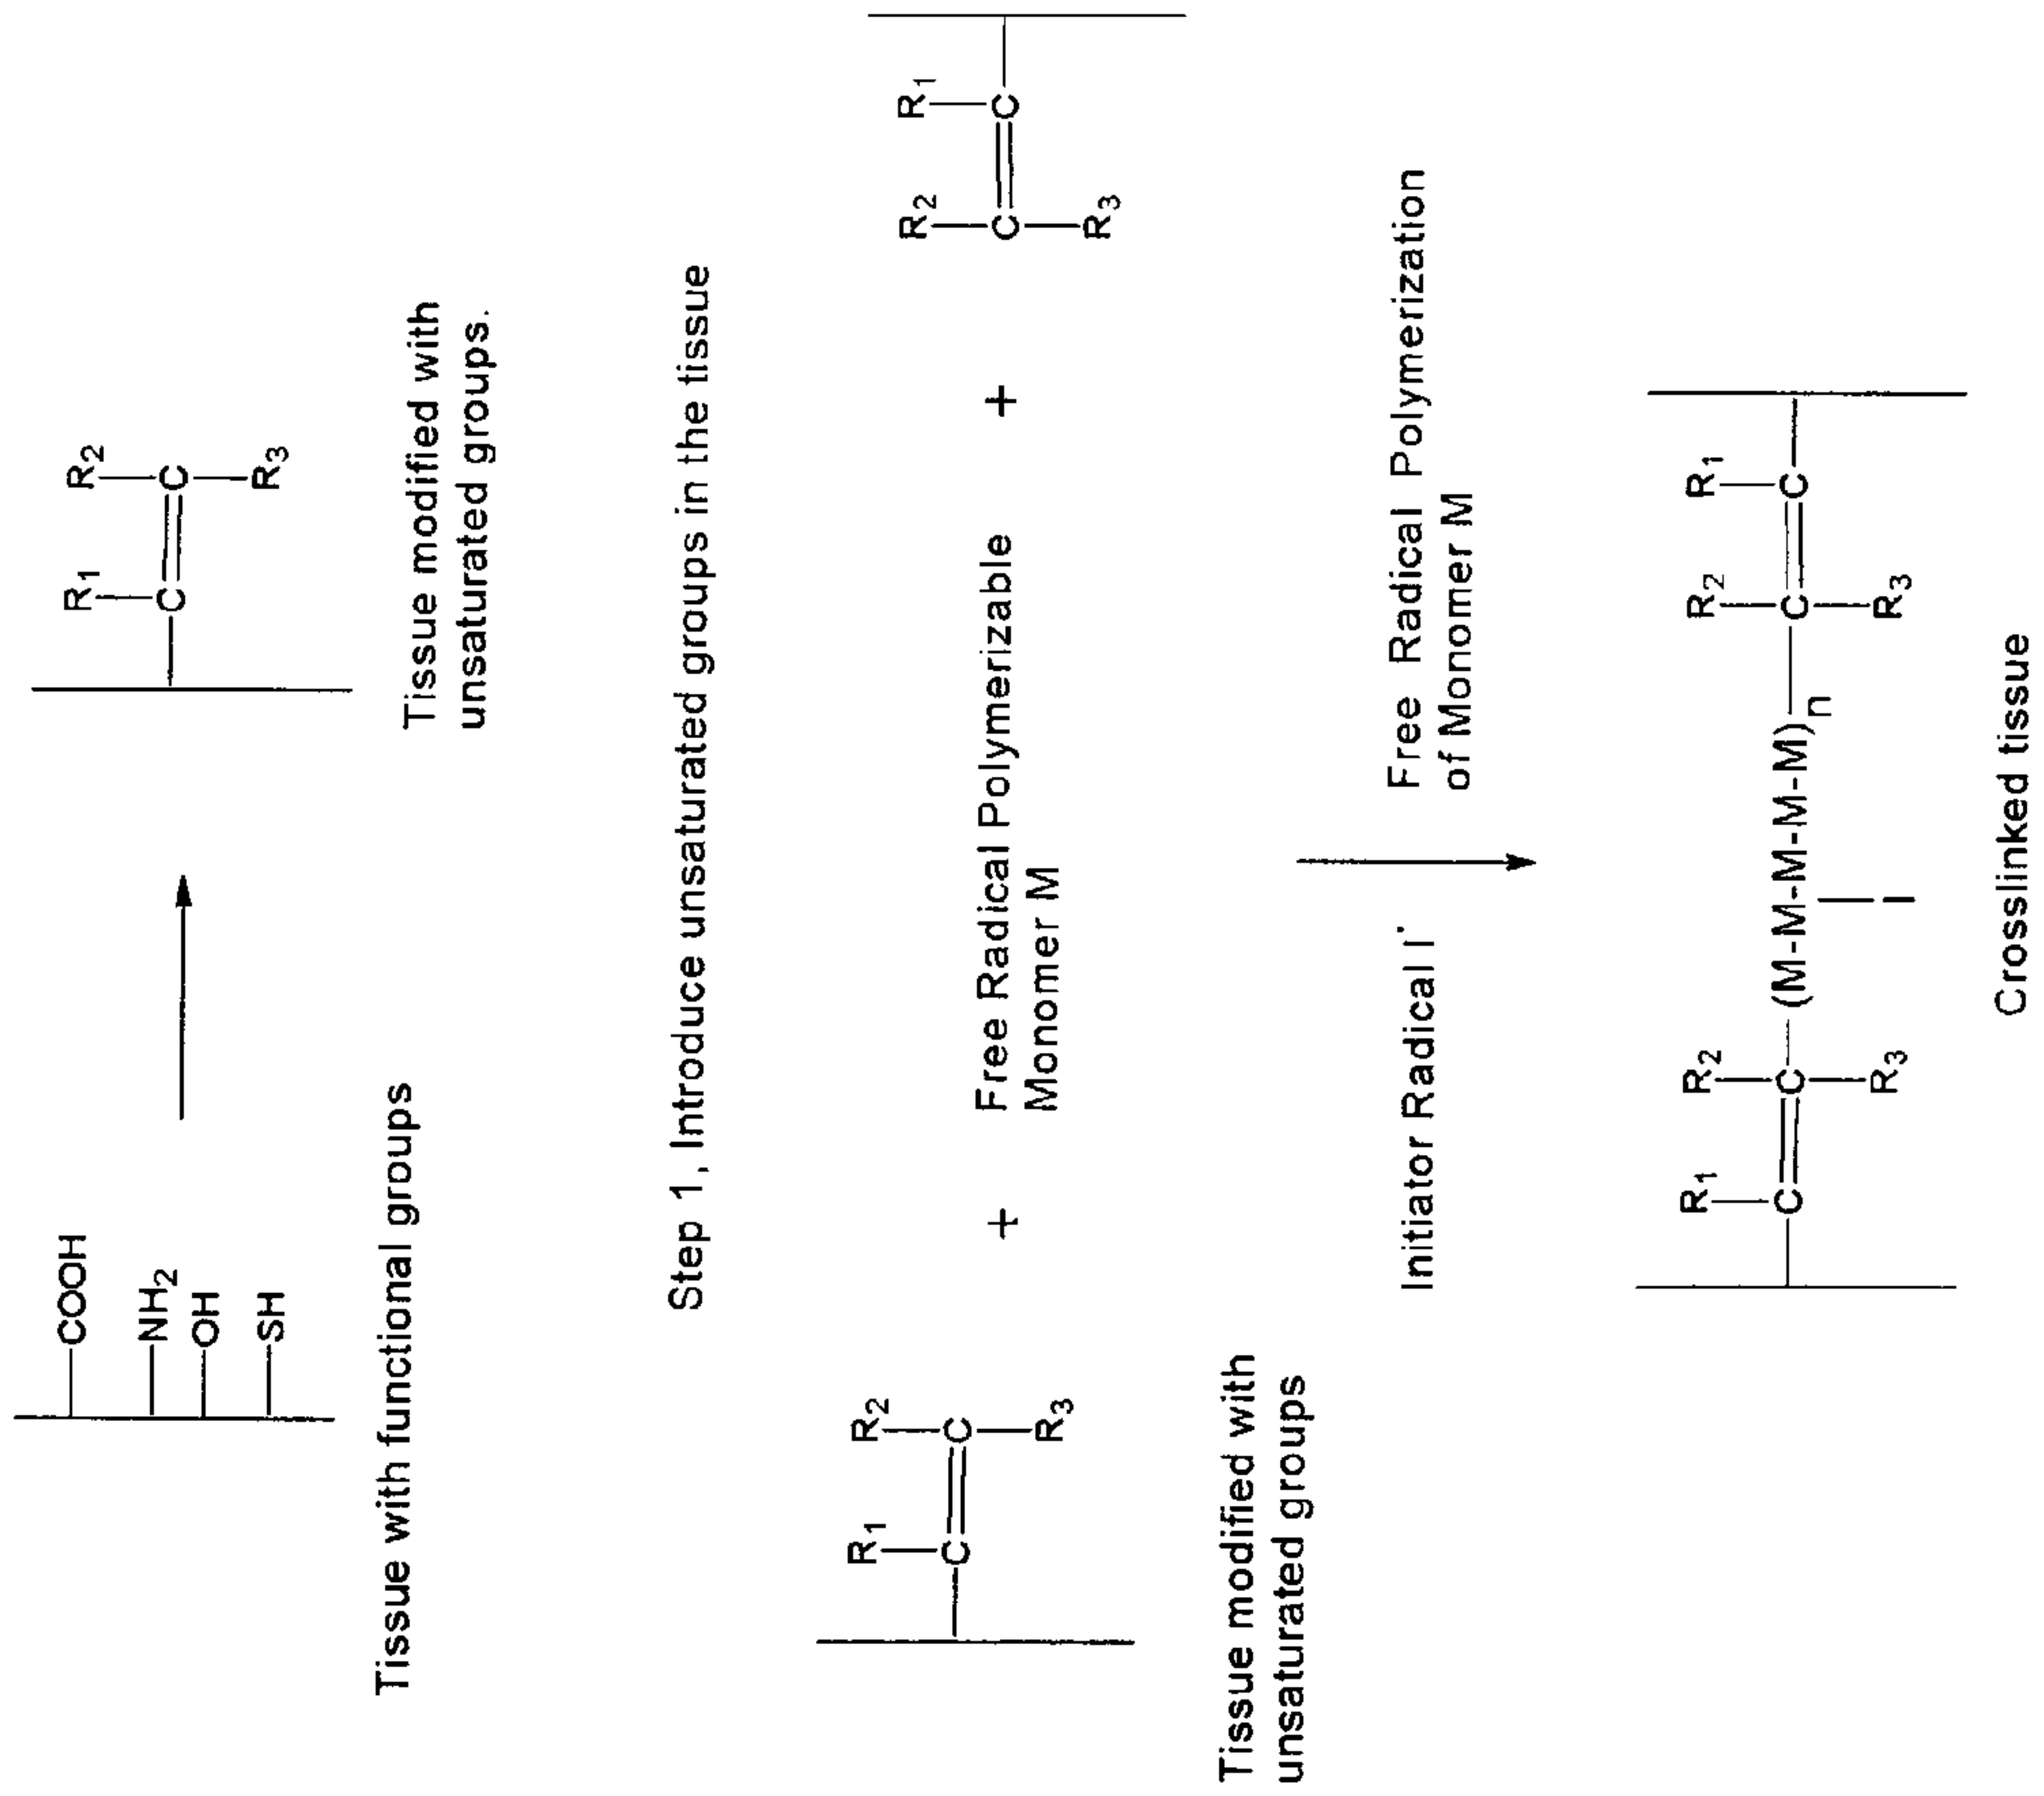 COOH
NH2
OH
SH
Tissue with functional groups
R1 R2
C C
R3
Tissue modified with
unsaturated groups.
Step 1, Introduce unsaturated groups in the tissue
R1 R2
C C
R3
Tissue modified with
unsaturated groups
+
Free Radical Polymerizable
Monomer M
+
R2 R1
C C
R3
Initiator Radical I·
Free Radical Polymerization
of Monomer M
R1 R2 R2 R1
C C (M-M-M-M-M)n C C
R3 I R3
Crosslinked tissue